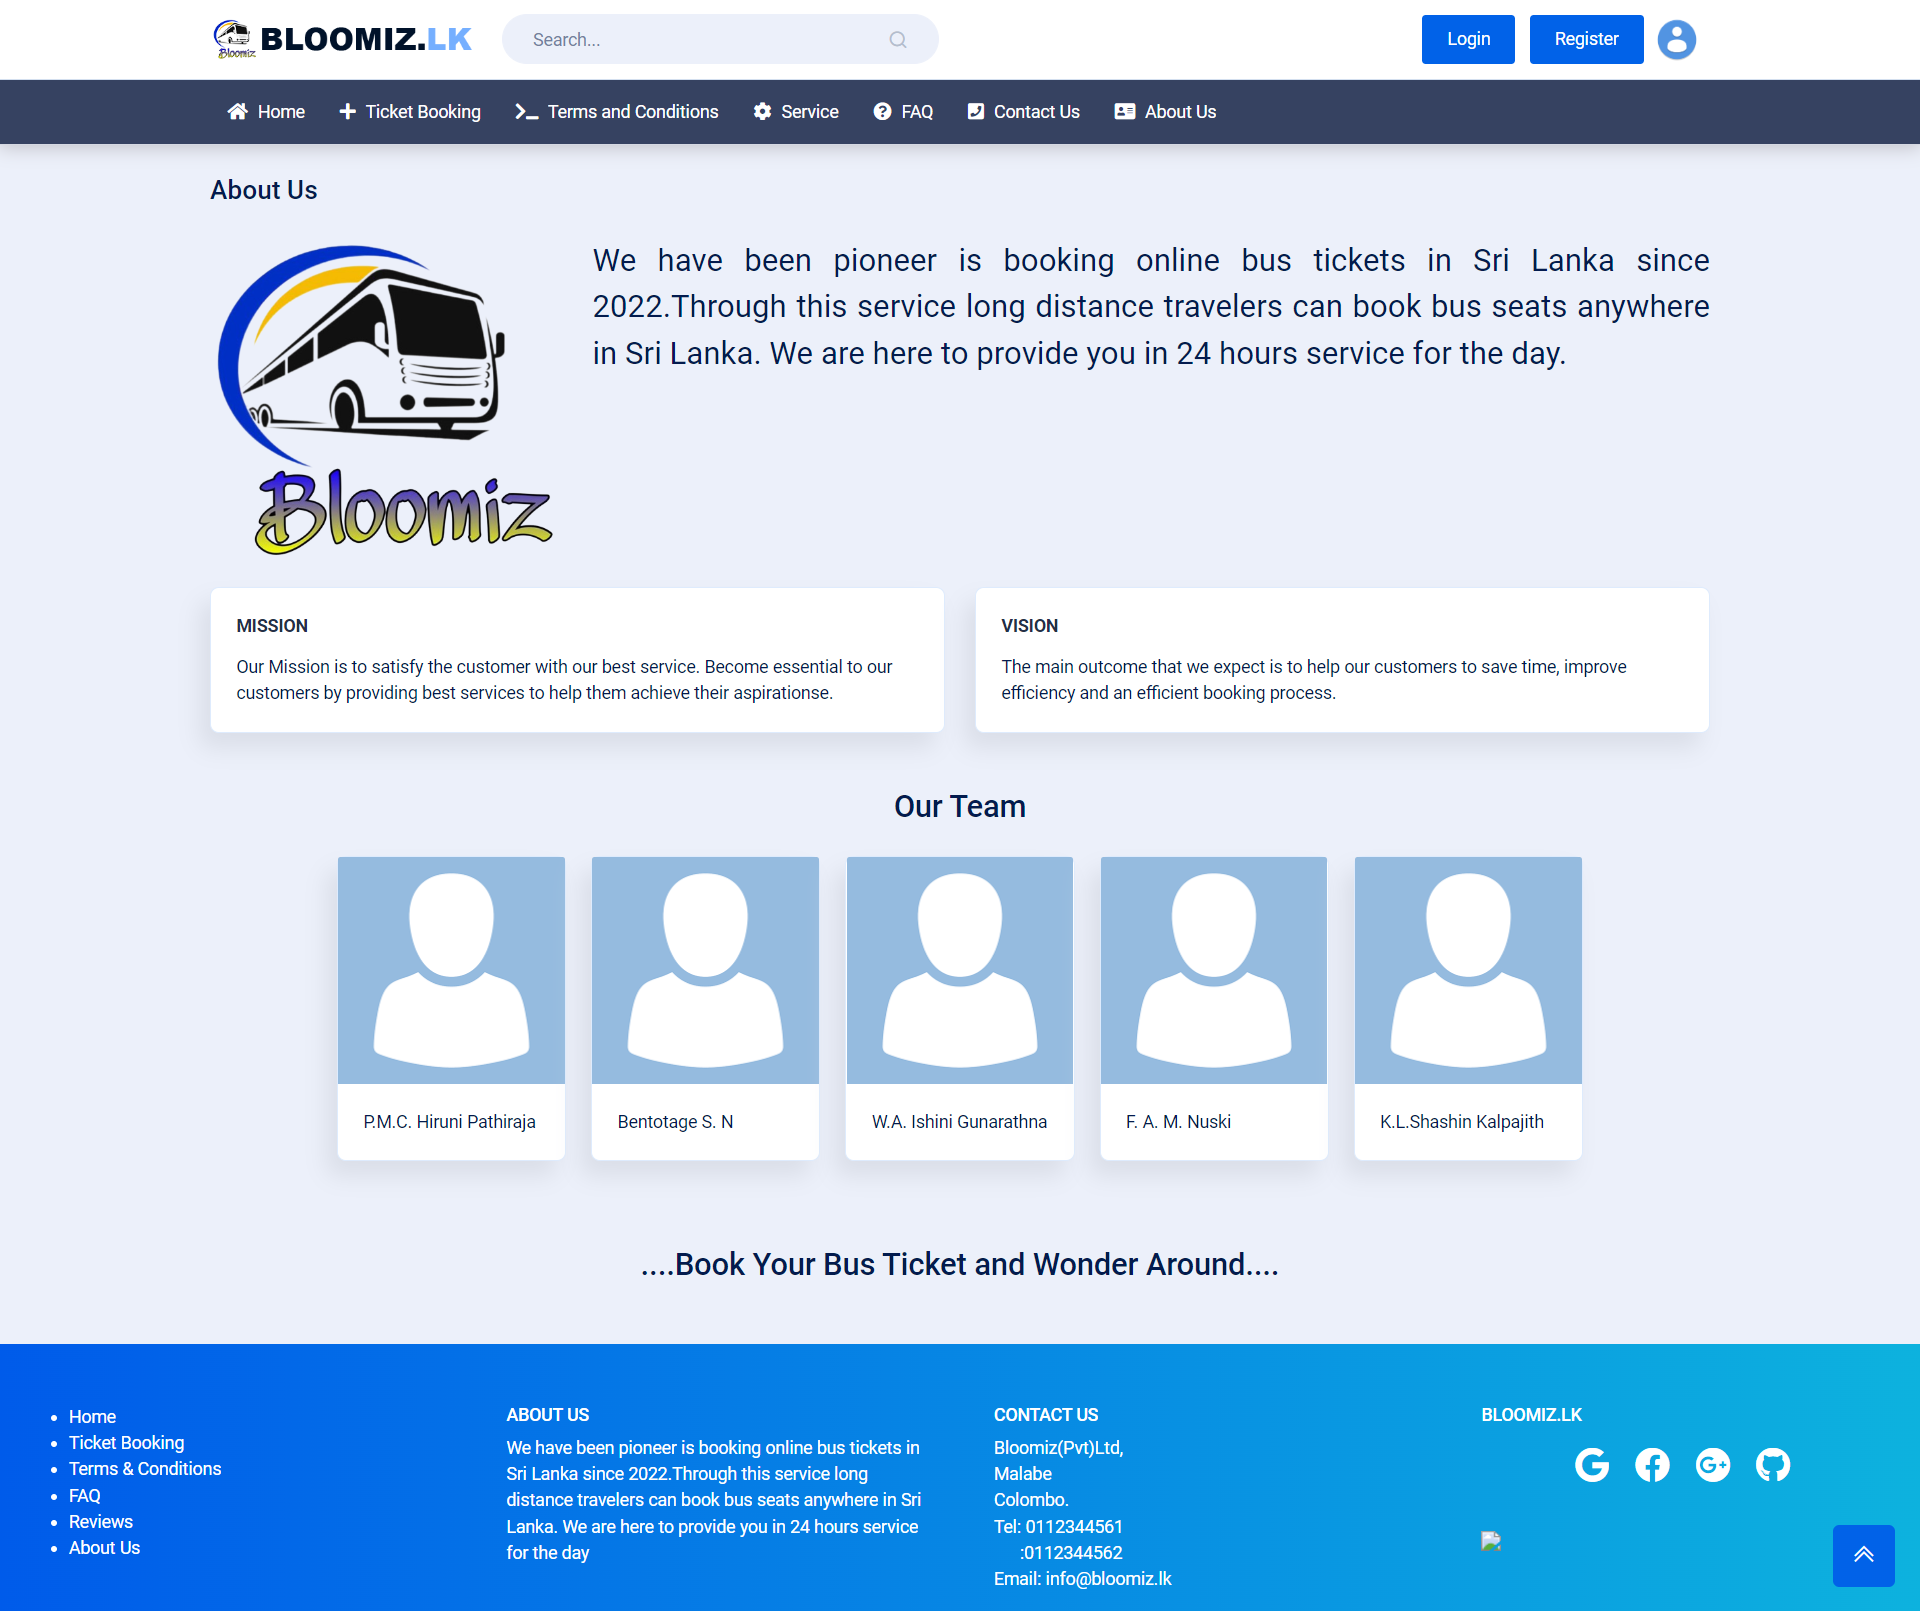 Bloomiz
BLOOMIZ.LK
Search...
Login
Register
Home
Ticket Booking
Terms and Conditions
Service
FAQ
Contact Us
About Us
About Us
We have been pioneer is booking online bus tickets in Sri Lanka since
2022.Through this service long distance travelers can book bus seats anywhere
in Sri Lanka. We are here to provide you in 24 hours service for the day.
Bloomiz
MISSION
Our Mission is to satisfy the customer with our best service. Become essential to our
customers by providing best services to help them achieve their aspirationse.
VISION
The main outcome that we expect is to help our customers to save time, improve
efficiency and an efficient booking process.
Our Team
P.M.C. Hiruni Pathiraja
Bentotage S. N
W.A. Ishini Gunarathna
F. A. M. Nuski
K.L.Shashin Kalpajith
....Book Your Bus Ticket and Wonder Around....
Home
Ticket Booking
Terms & Conditions
FAQ
Reviews
About Us
ABOUT US
We have been pioneer is booking online bus tickets in
Sri Lanka since 2022.Through this service long
distance travelers can book bus seats anywhere in Sri
Lanka. We are here to provide you in 24 hours service
for the day
CONTACT US
Bloomiz(Pvt)Ltd,
Malabe
Colombo.
Tel: 0112344561
:0112344562
Email: info@bloomiz.lk
BLOOMIZ.LK